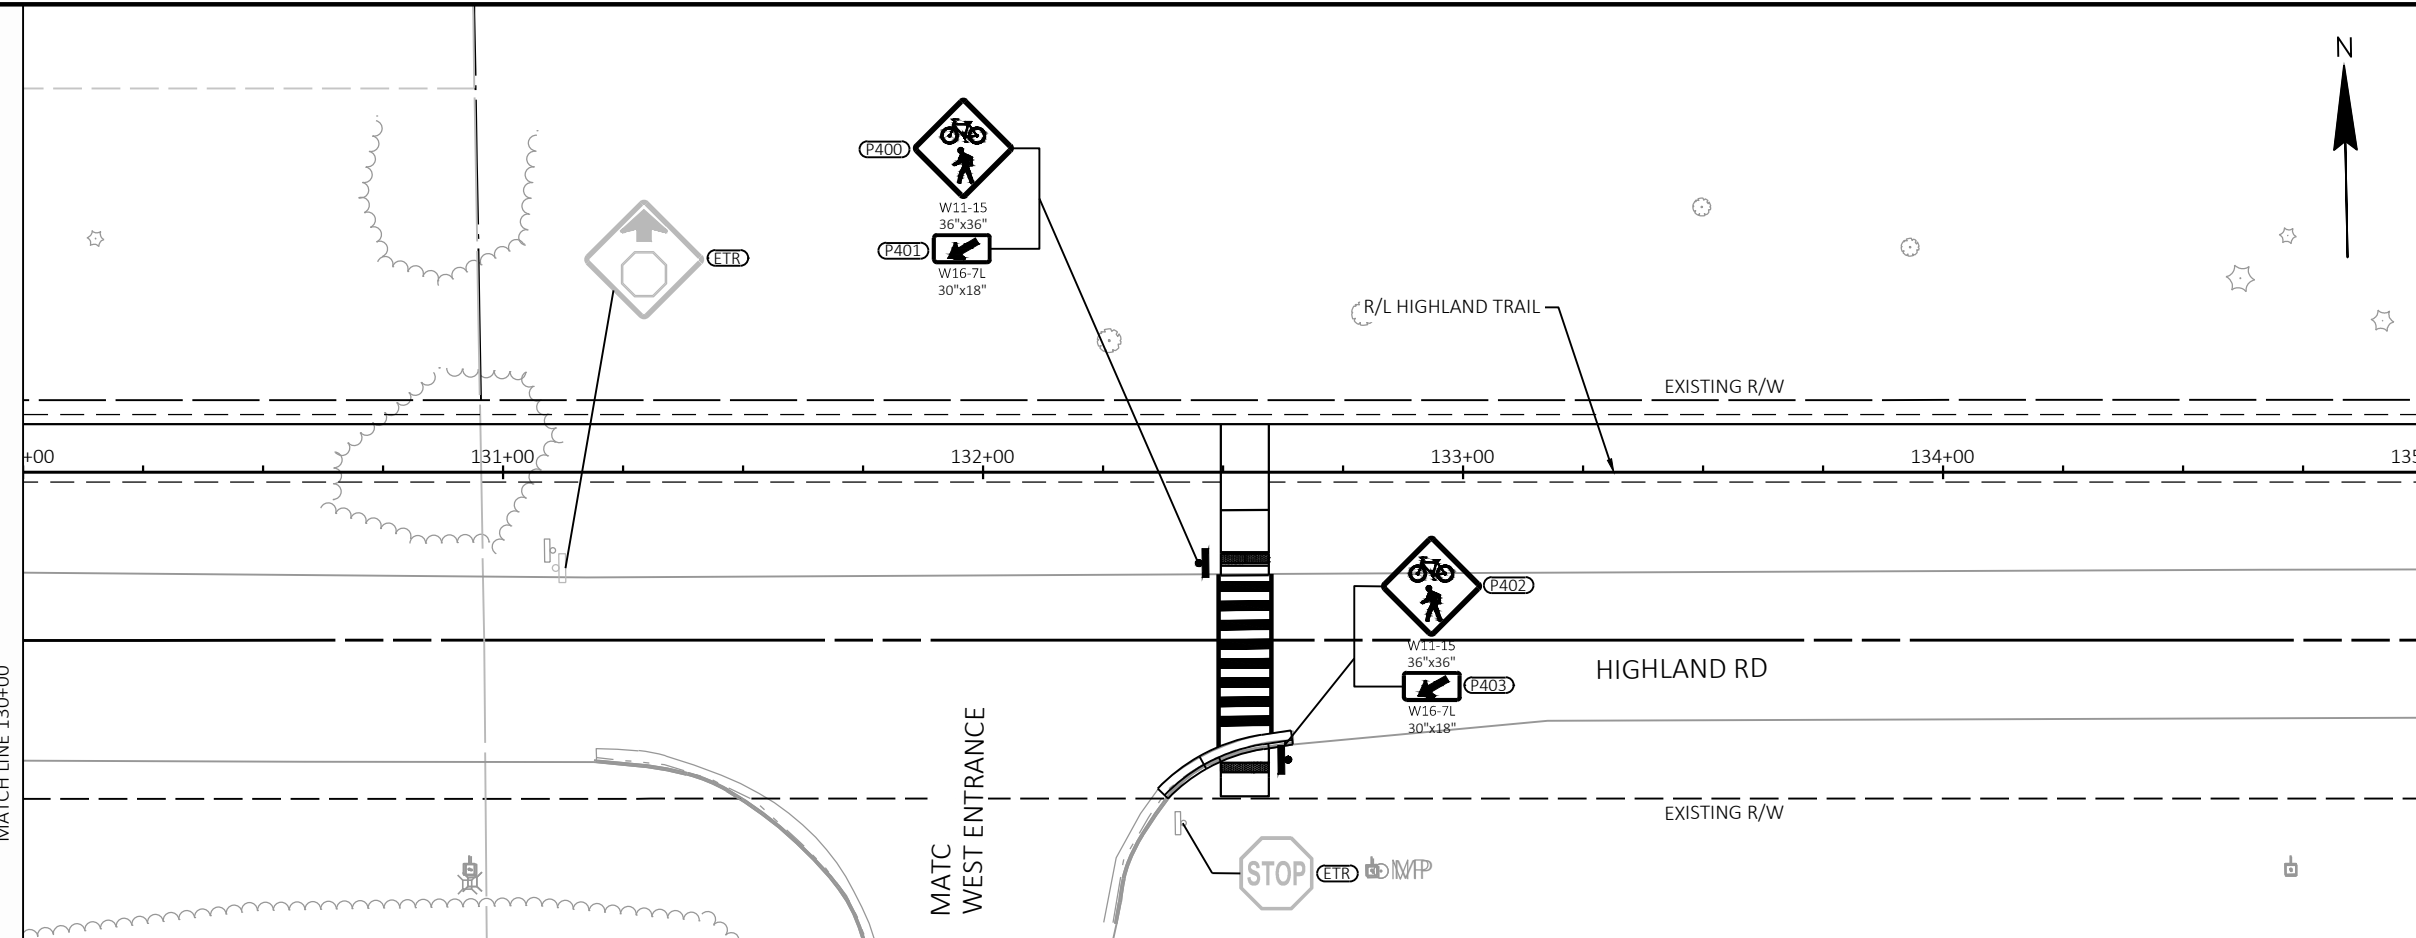 N
P400
W11-15
36"x36"
P401
W16-7L
30"x18"
ETR
R/L HIGHLAND TRAIL
EXISTING R/W
+00
131+00
132+00
133+00
134+00
135
P402
W11-15
36"x36"
P403
W16-7L
30"x18"
HIGHLAND RD
MATCH LINE 130+00
MATC
WEST ENTRANCE
EXISTING R/W
STOP
ETR